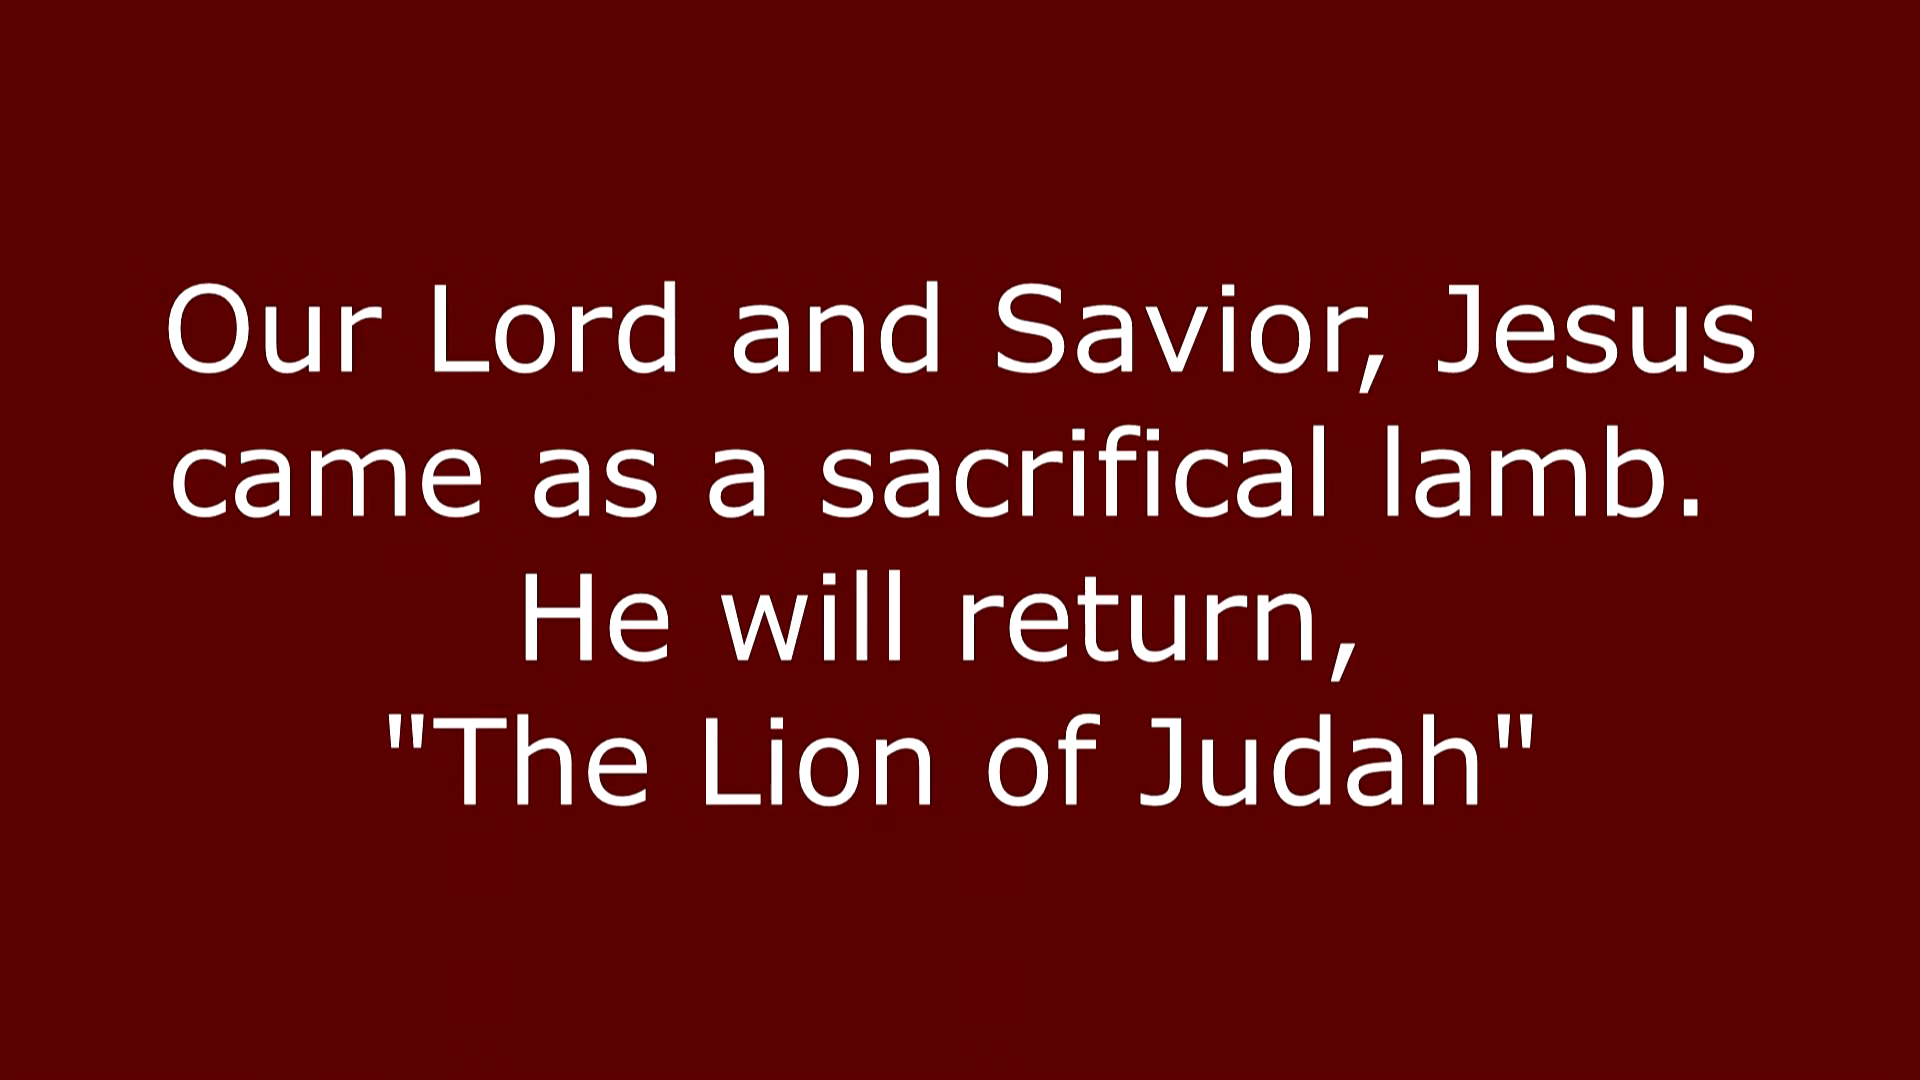 Our Lord and Savior, Jesus
came as a sacrifical lamb.
He will return,
"The Lion of Judah"